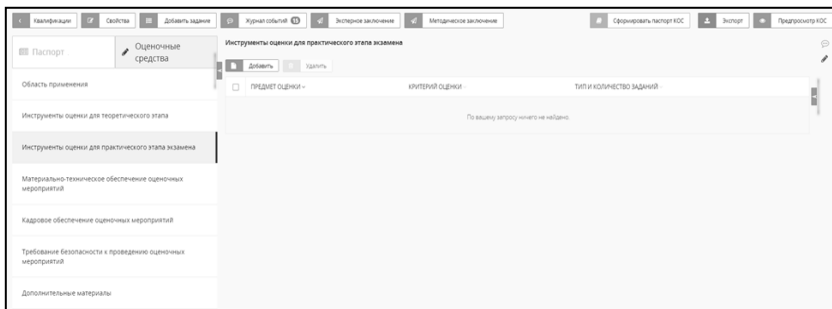 Квалификации Свойства Добавить задание Журнал событий 15 Экспертное заключение Методическое заключение Сформировать паспорт КОС Экспорт Предпросмотр КОС
Паспорт
Оценочные
средства
Область применения
Инструменты оценки для теоретического этапа
Инструменты оценки для практического этапа экзамена
Материально-техническое обеспечение оценочных
мероприятий
Кадровое обеспечение оценочных мероприятий
Требование безопасности к проведению оценочных
мероприятий
Дополнительные материалы
Инструменты оценки для практического этапа экзамена
Добавить Удалить
ПРЕДМЕТ ОЦЕНКИ КРИТЕРИЙ ОЦЕНКИ ТИП И КОЛИЧЕСТВО ЗАДАНИЙ
По вашему запросу ничего не найдено.